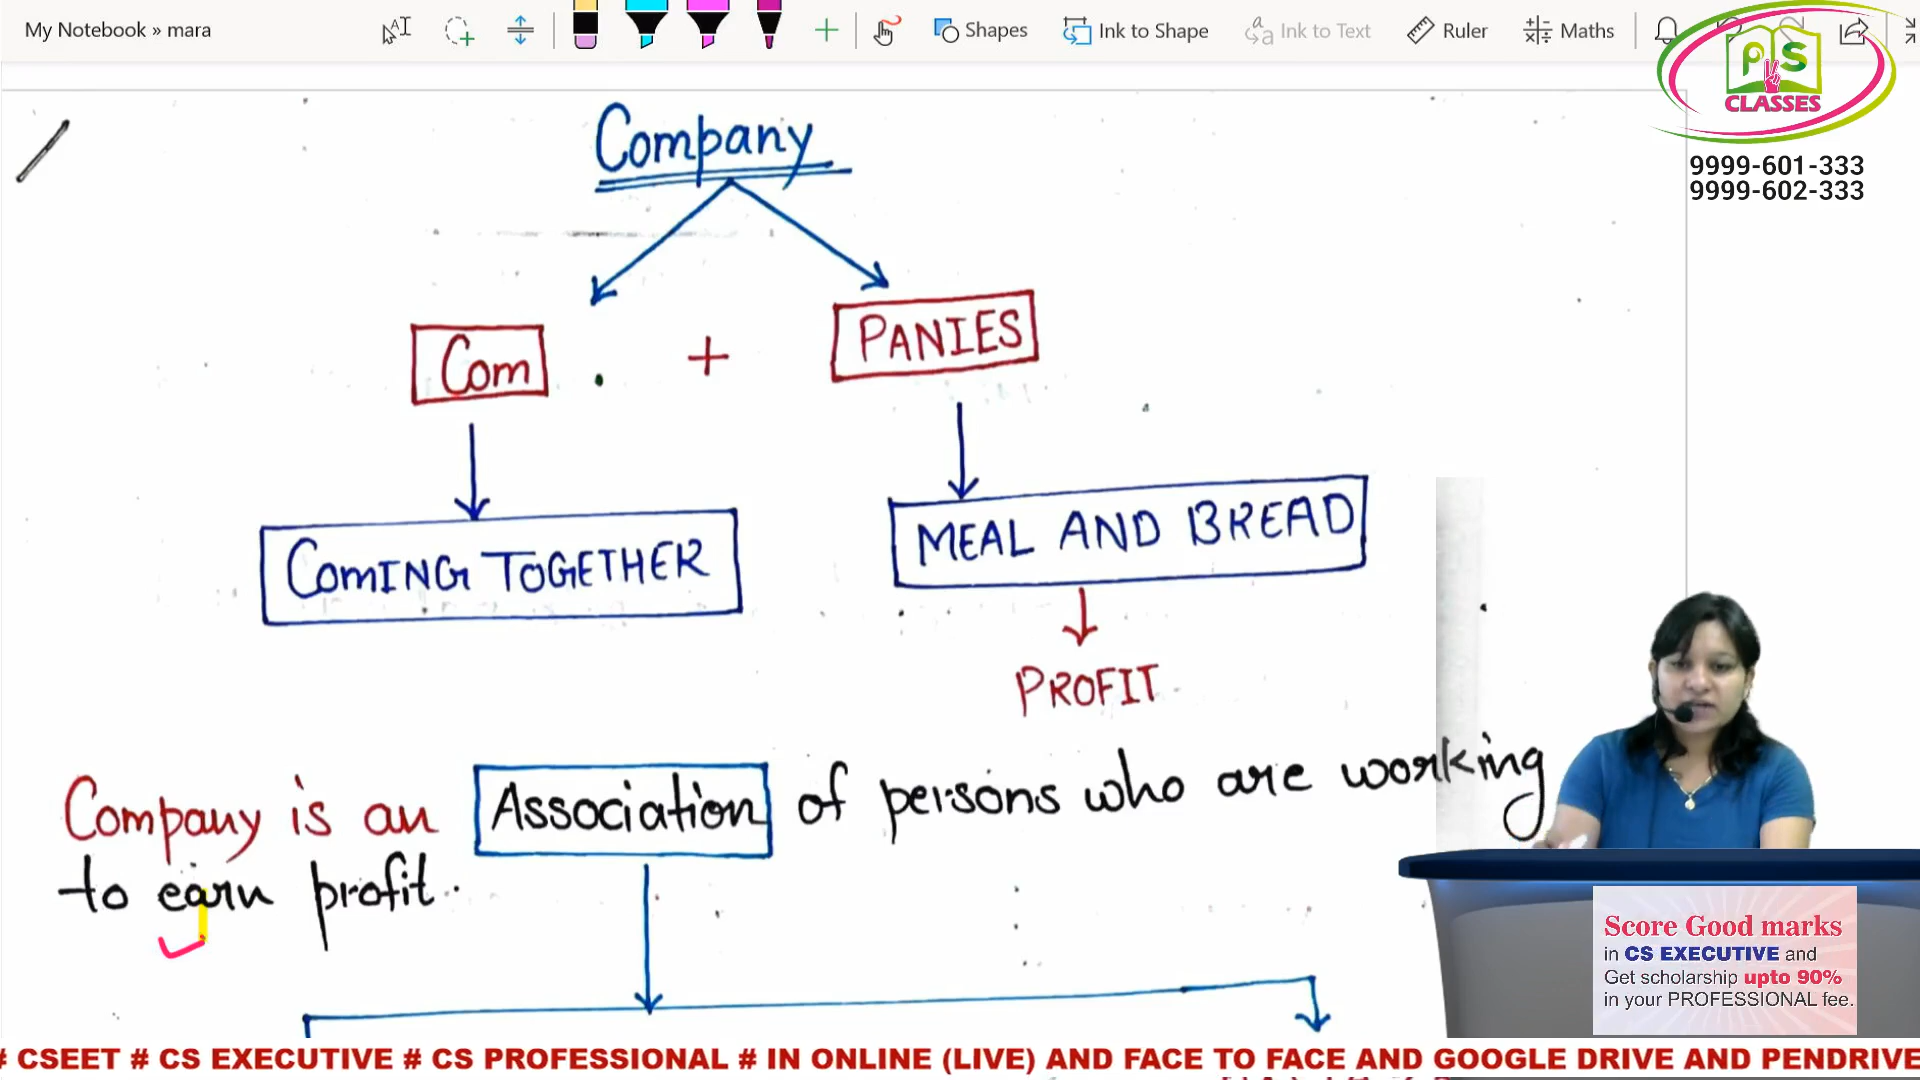 My Notebook » mara
Shapes
Ink to Shape
Ink to Text
Ruler
Maths
PS
CLASSES
9999-601-333
9999-602-333
Company
Com + PANIES
COMING TOGETHER
MEAL AND BREAD
PROFIT
Company is an Association of persons who are working
to earn profit.
Score Good marks
in CS EXECUTIVE and
Get scholarship upto 90%
in your PROFESSIONAL fee.
# CSEET # CS EXECUTIVE # CS PROFESSIONAL # IN ONLINE (LIVE) AND FACE TO FACE AND GOOGLE DRIVE AND PENDRIVE